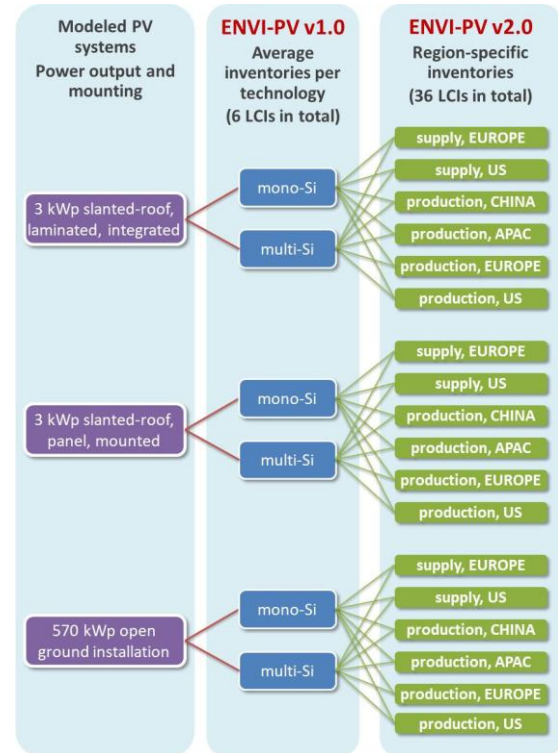 Modeled PV
systems
Power output and
mounting
ENVI-PV v1.0
Average
inventories per
technology
(6 LCIs in total)
ENVI-PV v2.0
Region-specific
inventories
(36 LCIs in total)
3 kWp slanted-roof,
laminated, integrated
mono-Si
multi-Si
supply, EUROPE
supply, US
production, CHINA
production, APAC
production, EUROPE
production, US
3 kWp slanted-roof,
panel, mounted
mono-Si
multi-Si
supply, EUROPE
supply, US
production, CHINA
production, APAC
production, EUROPE
production, US
570 kWp open
ground installation
mono-Si
multi-Si
supply, EUROPE
supply, US
production, CHINA
production, APAC
production, EUROPE
production, US